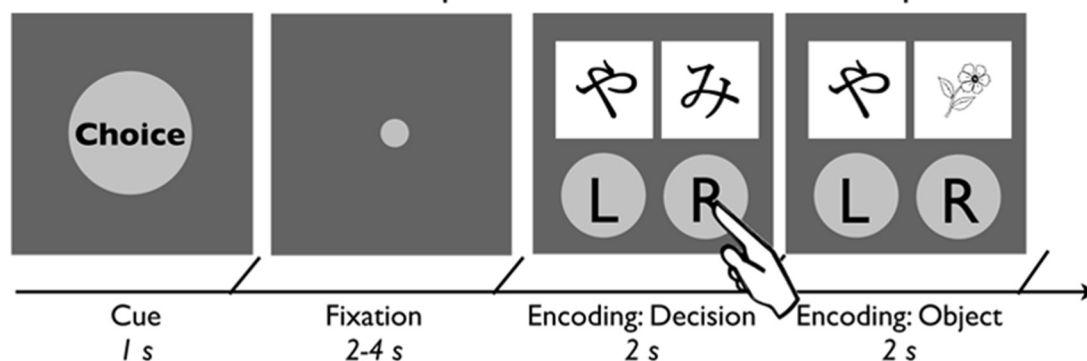 Choice
や み
L R
や
L R
Cue
1 s
Fixation
2-4 s
Encoding: Decision
2 s
Encoding: Object
2 s